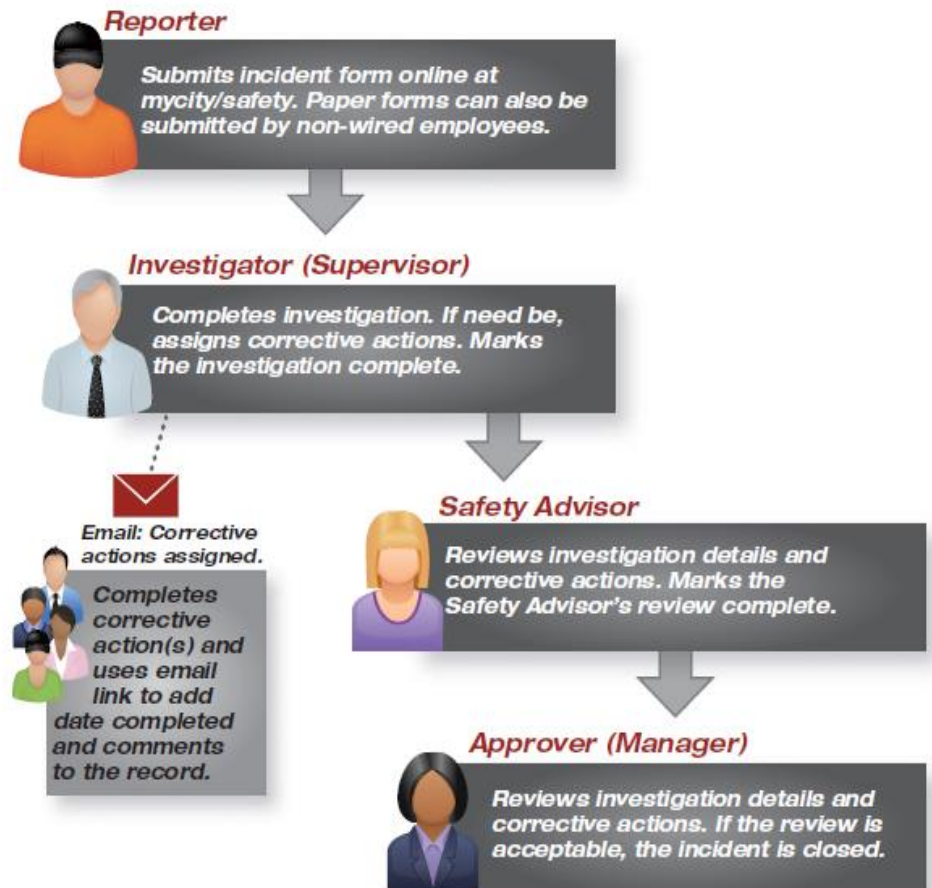 Reporter
Submits incident form online at
mycity/safety. Paper forms can also be
submitted by non-wired employees.
Investigator (Supervisor)
Completes investigation. If need be,
assigns corrective actions. Marks
the investigation complete.
Email: Corrective
actions assigned.
Completes
corrective
action(s) and
uses email
link to add
date completed
and comments
to the record.
Safety Advisor
Reviews investigation details and
corrective actions. Marks the
Safety Advisor's review complete.
Approver (Manager)
Reviews investigation details and
corrective actions. If the review is
acceptable, the incident is closed.